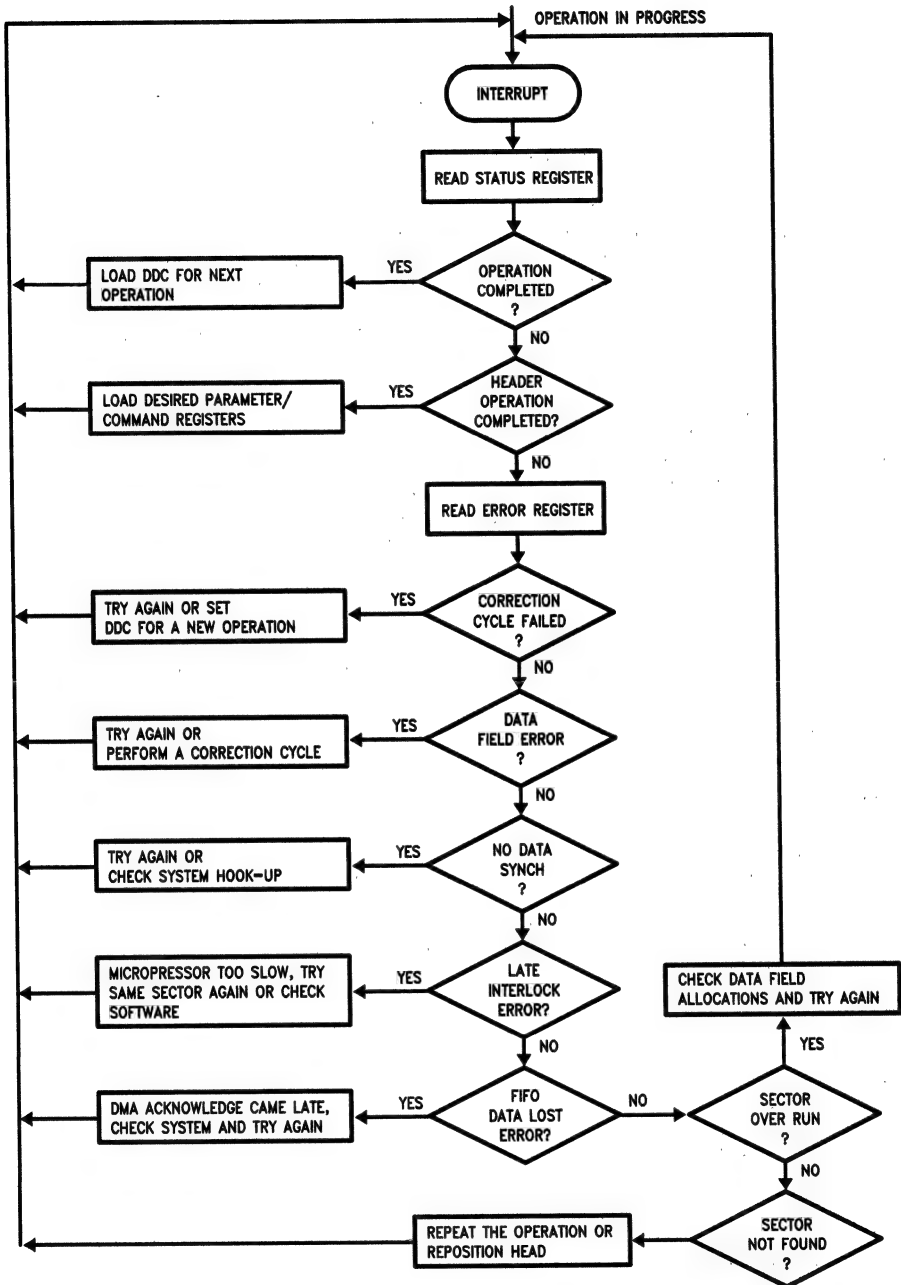 OPERATION IN PROGRESS
INTERRUPT
READ STATUS REGISTER
LOAD DDC FOR NEXT
OPERATION
YES
OPERATION
COMPLETED
?
NO
LOAD DESIRED PARAMETER/
COMMAND REGISTERS
YES
HEADER
OPERATION
COMPLETED?
NO
READ ERROR REGISTER
TRY AGAIN OR SET
DDC FOR A NEW OPERATION
YES
CORRECTION
CYCLE FAILED
?
NO
TRY AGAIN OR
PERFORM A CORRECTION CYCLE
YES
DATA
FIELD ERROR
?
NO
TRY AGAIN OR
CHECK SYSTEM HOOK-UP
YES
NO DATA
SYNCH
?
NO
MICROPRESSOR TOO SLOW, TRY
SAME SECTOR AGAIN OR CHECK
SOFTWARE
YES
LATE
INTERLOCK
ERROR?
NO
CHECK DATA FIELD
ALLOCATIONS AND TRY AGAIN
YES
DMA ACKNOWLEDGE CAME LATE,
CHECK SYSTEM AND TRY AGAIN
YES
FIFO
DATA LOST
ERROR?
NO
SECTOR
OVER RUN
?
NO
REPEAT THE OPERATION OR
REPOSITION HEAD
SECTOR
NOT FOUND
?